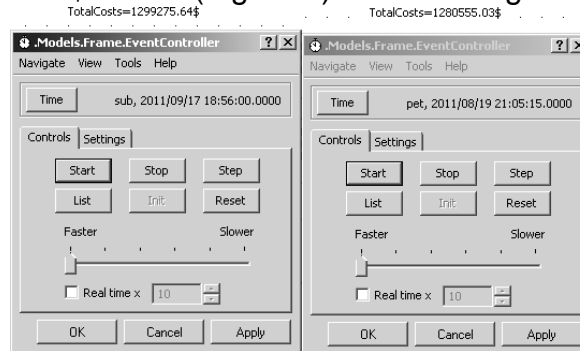 TotalCosts=1299275.64$
.Models.Frame.EventController ? ×
Navigate View Tools Help
Time sub, 2011/09/17 18:56:00.0000
Controls Settings
Start Stop Step
List Init Reset
Faster Slower
Real time x 10
OK Cancel Apply
TotalCosts=1280555.03$
.Models.Frame.EventController ? ×
Navigate View Tools Help
Time pet, 2011/08/19 21:05:15.0000
Controls Settings
Start Stop Step
List Init Reset
Faster Slower
Real time x 10
OK Cancel Apply